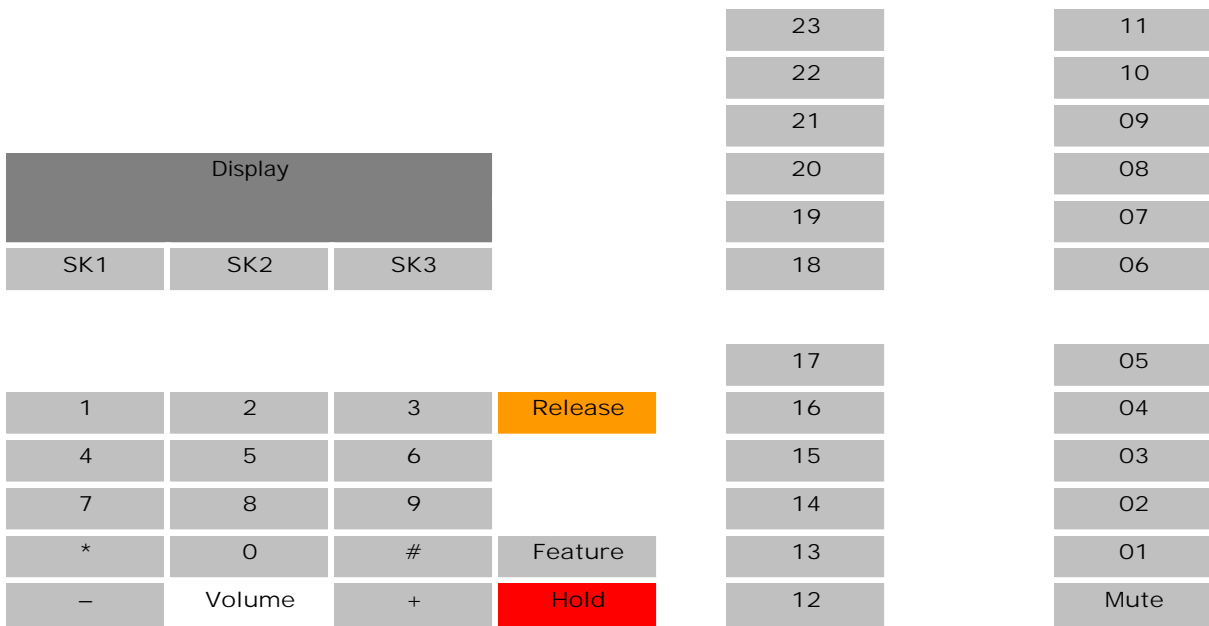 23 11
22 10
21 09
Display 20 08
19 07
SK1 SK2 SK3 18 06
17 05
1 2 3 Release 16 04
4 5 6 15 03
7 8 9 14 02
* 0 # Feature 13 01
– Volume + Hold 12 Mute